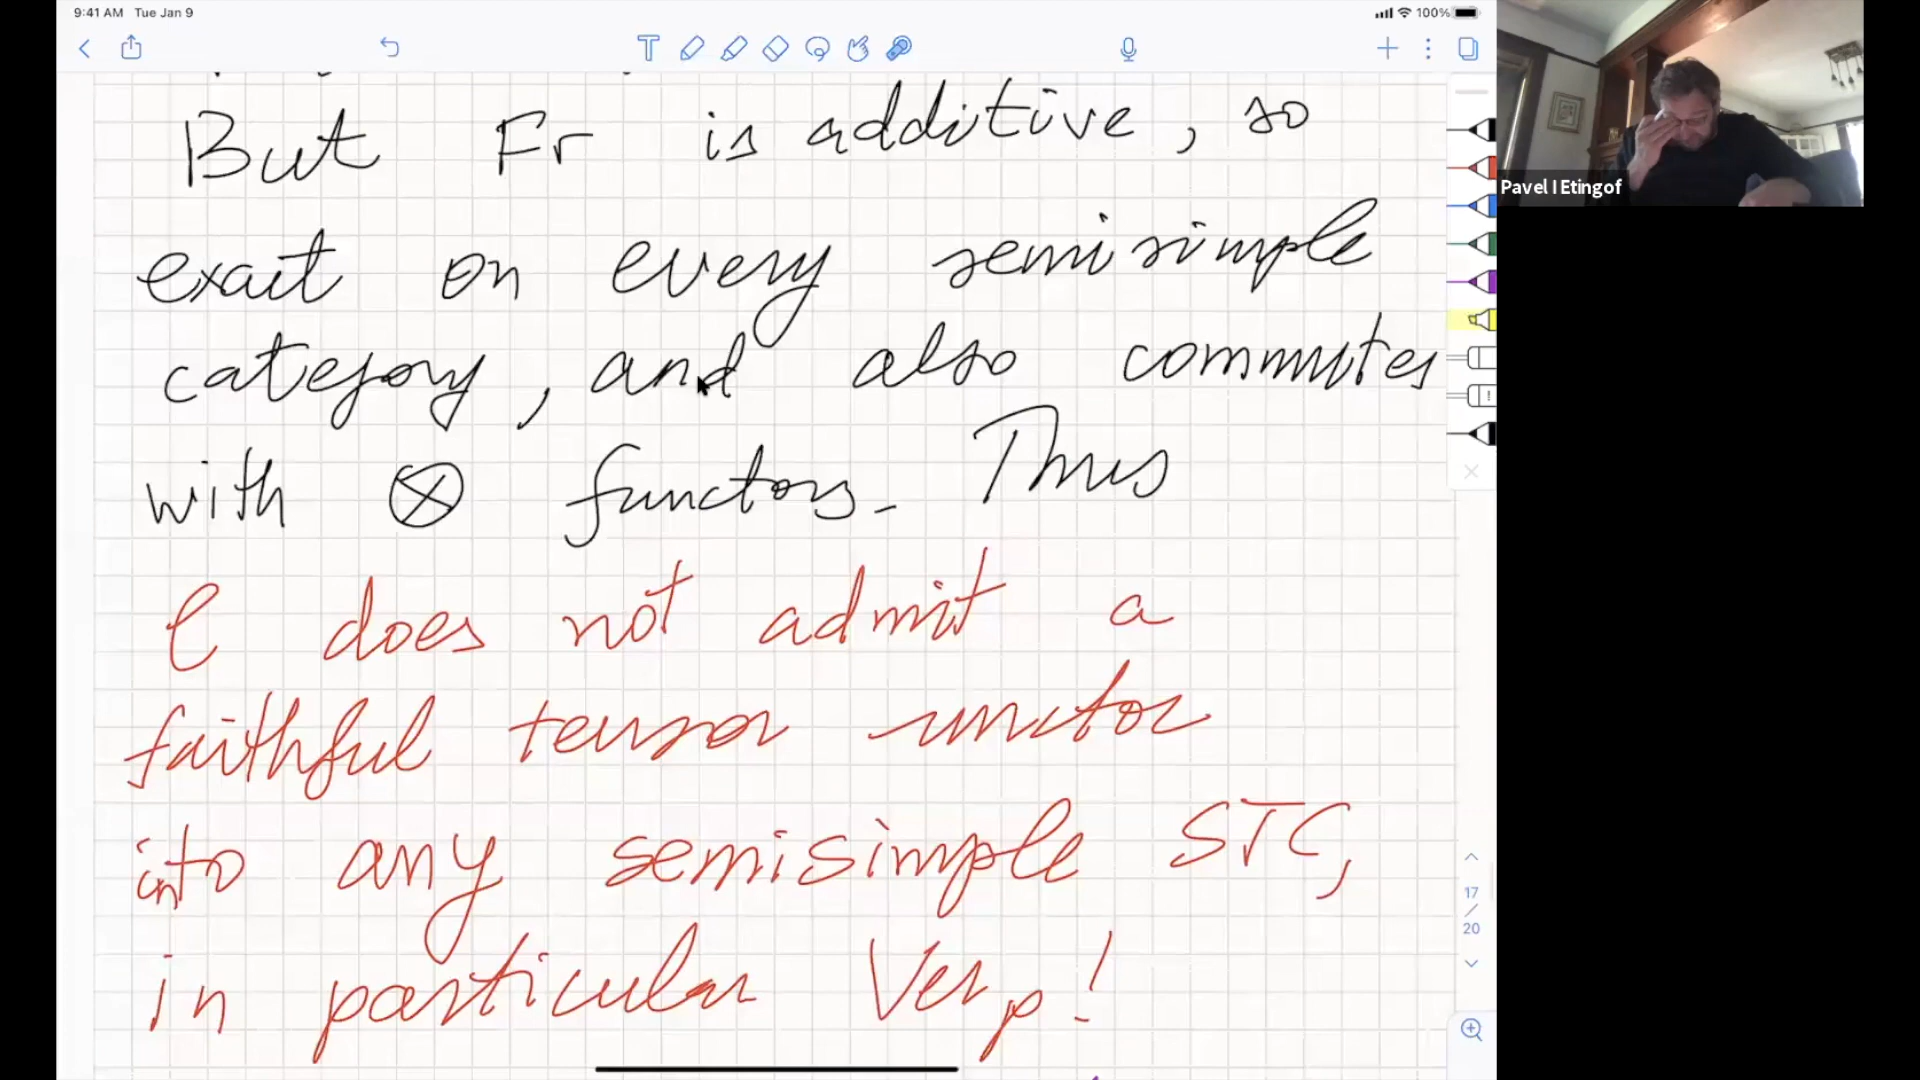 9:41 AM Tue Jan 9
100%
But Fr is additive, so
exact on every semisimple
category, and also commutes
with ⊗ functors. Thus
C does not admit a
faithful tensor unctor
into any semisimple STC,
in particular Verp!
17
/
20
Pavel I Etingof